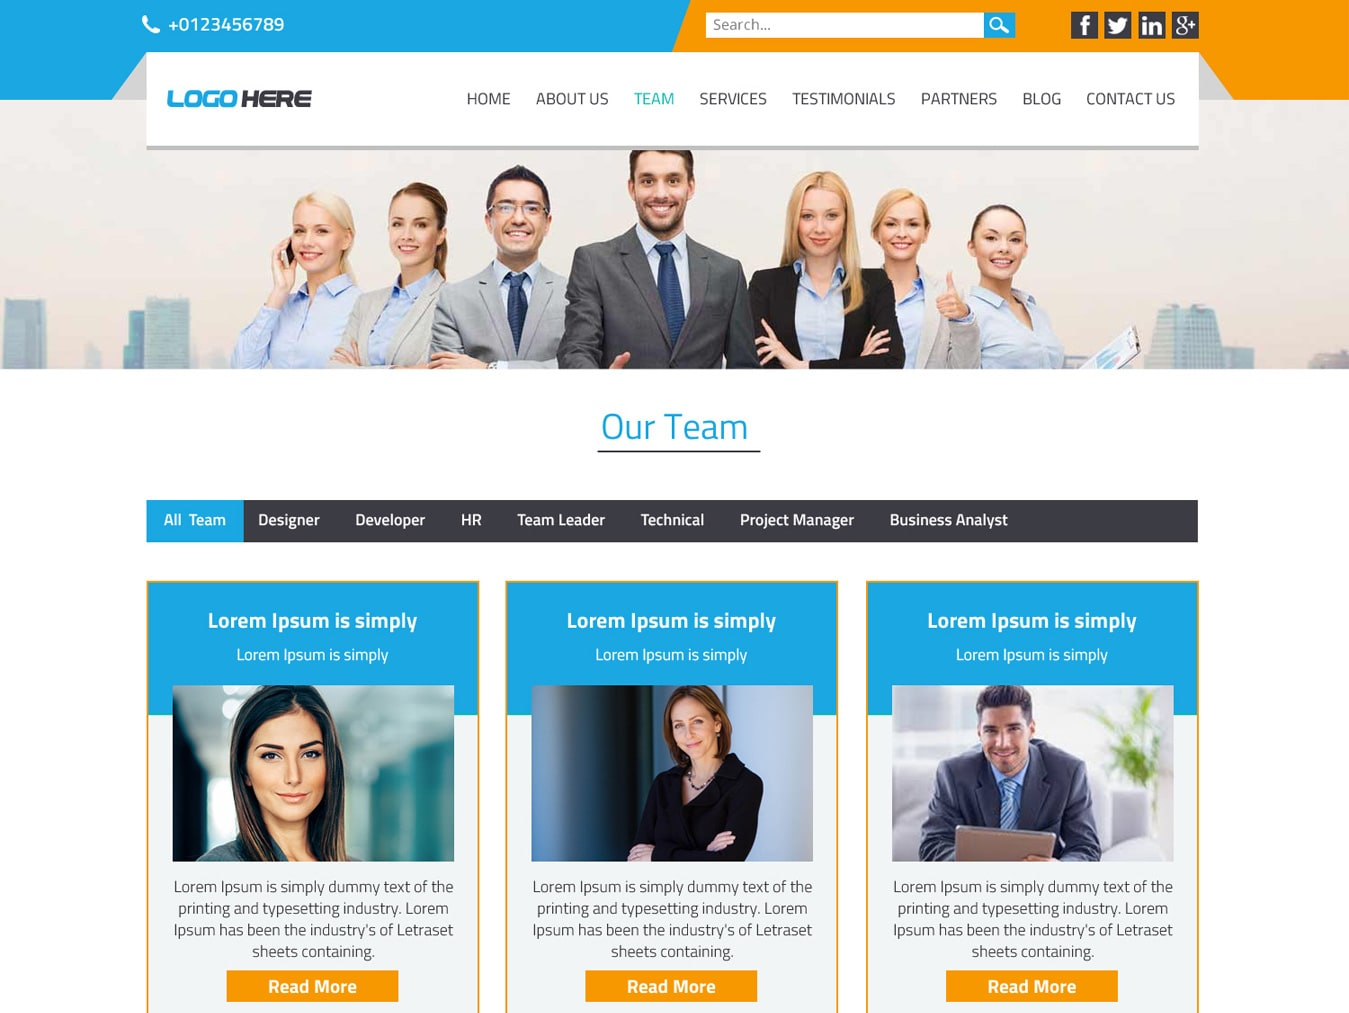 +0123456789
Search...
LOGO HERE
HOME ABOUT US TEAM SERVICES TESTIMONIALS PARTNERS BLOG CONTACT US
Our Team
All Team Designer Developer HR Team Leader Technical Project Manager Business Analyst
Lorem Ipsum is simply
Lorem Ipsum is simply
Lorem Ipsum is simply dummy text of the
printing and typesetting industry. Lorem
Ipsum has been the industry's of Letraset
sheets containing.
Read More
Lorem Ipsum is simply
Lorem Ipsum is simply
Lorem Ipsum is simply dummy text of the
printing and typesetting industry. Lorem
Ipsum has been the industry's of Letraset
sheets containing.
Read More
Lorem Ipsum is simply
Lorem Ipsum is simply
Lorem Ipsum is simply dummy text of the
printing and typesetting industry. Lorem
Ipsum has been the industry's of Letraset
sheets containing.
Read More